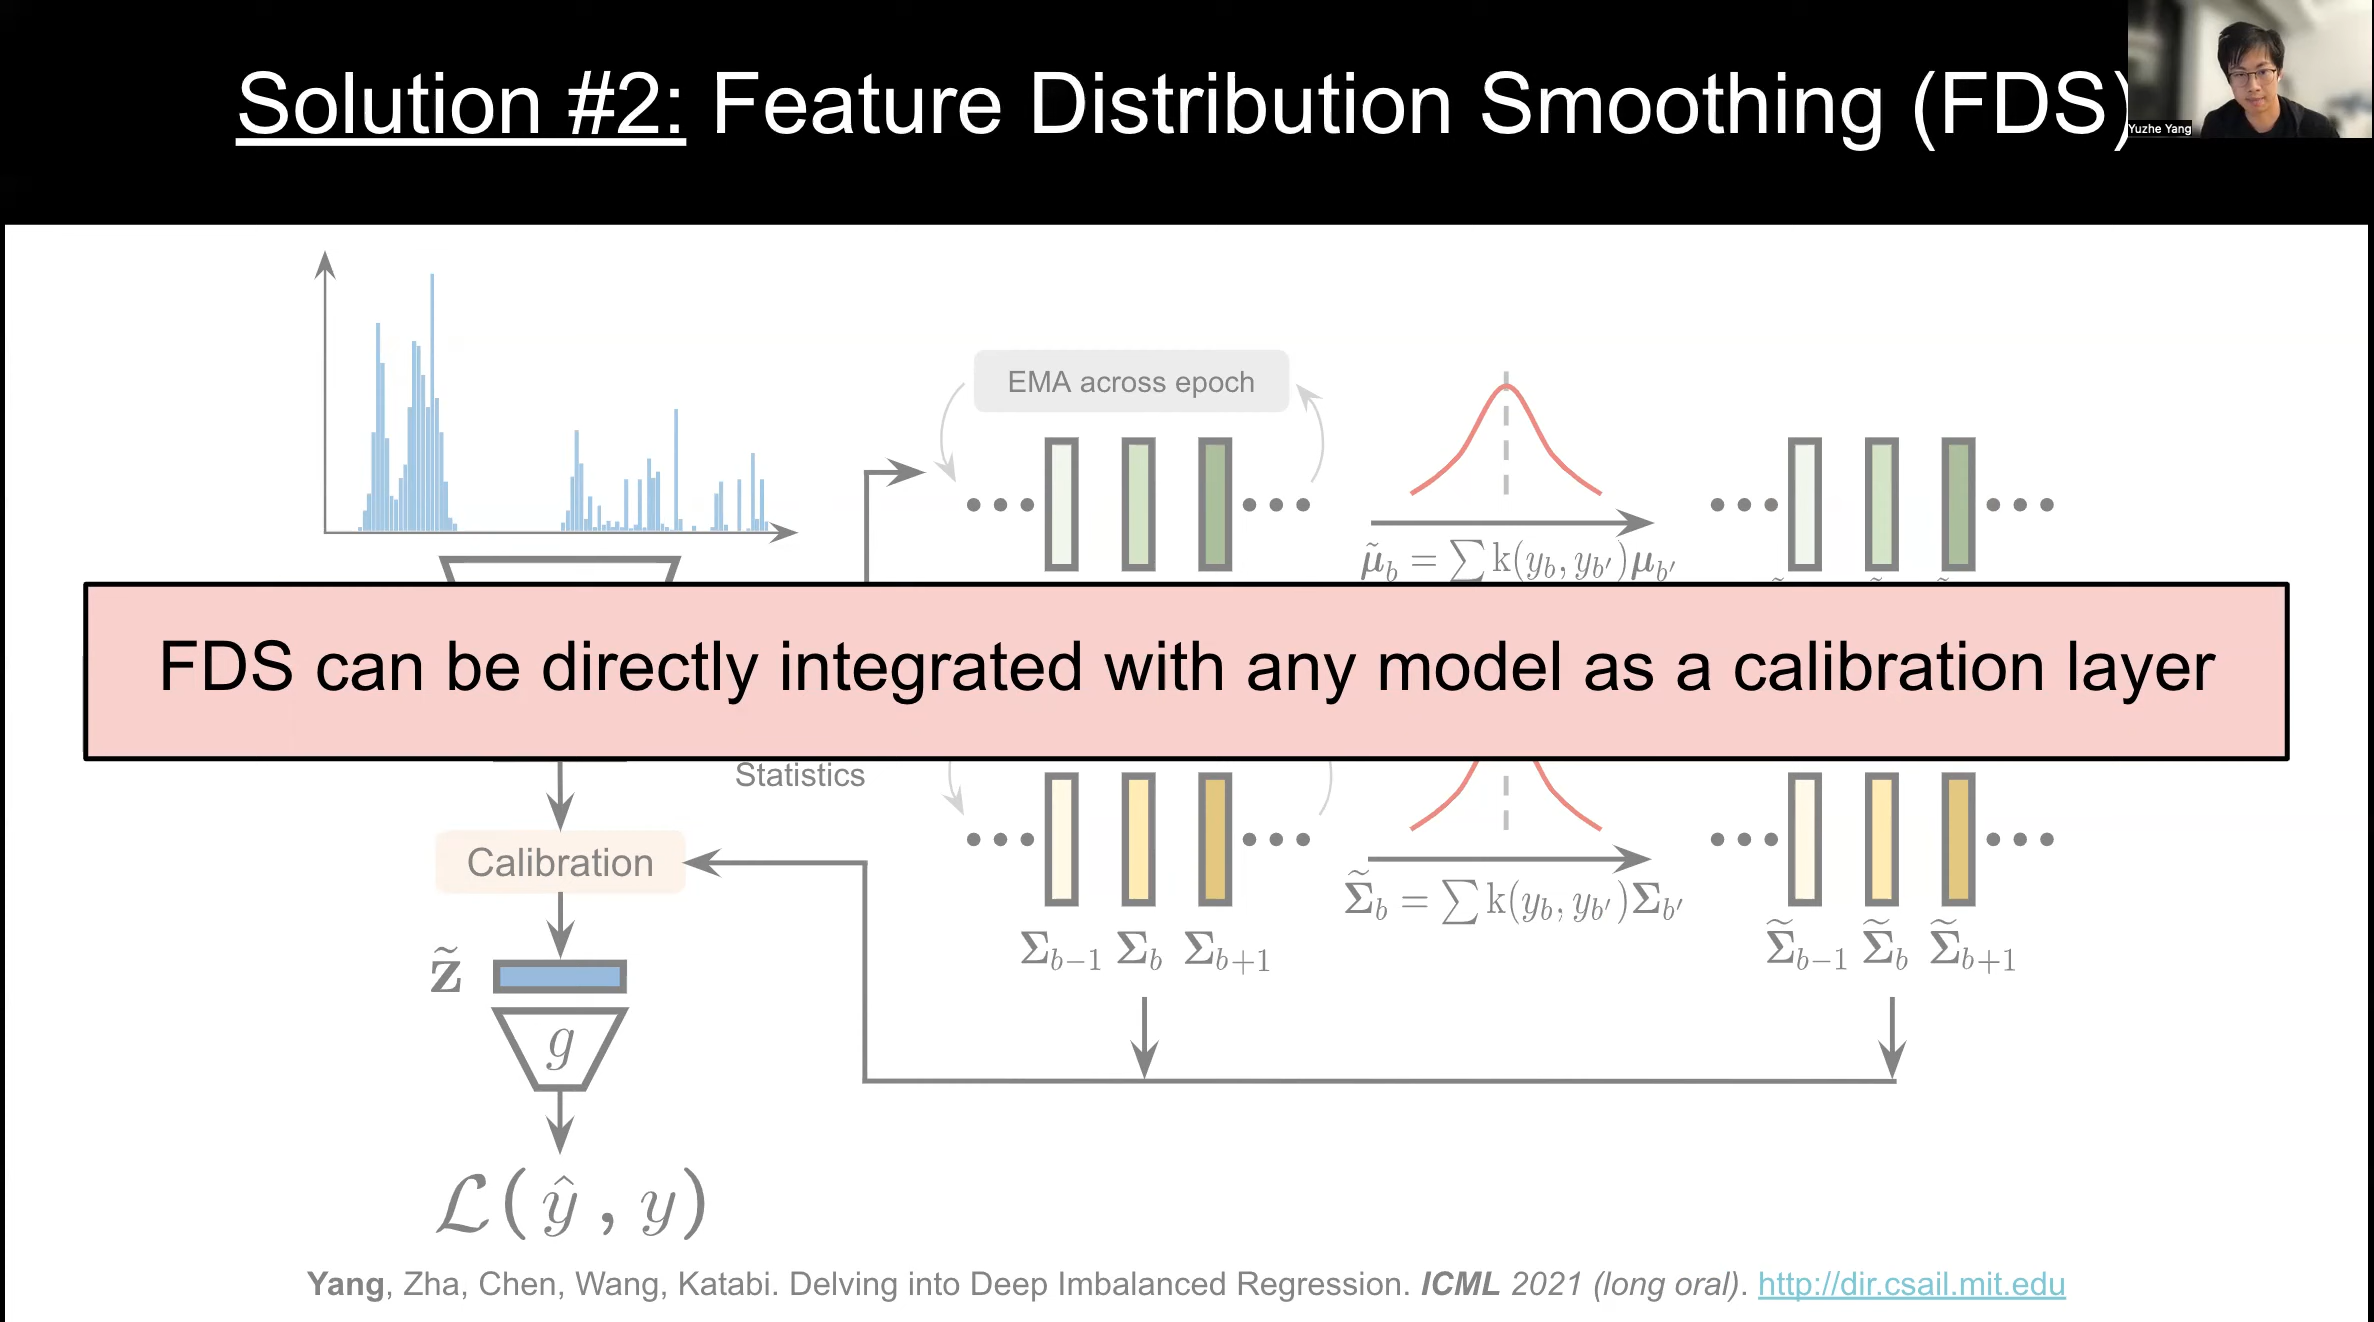 Solution #2: Feature Distribution Smoothing (FDS)
Yuzhe Yang
EMA across epoch
μ̃_b = ∑ k(y_b, y_b′)μ_b′
FDS can be directly integrated with any model as a calibration layer
Statistics
Calibration
Σ̃_b = ∑ k(y_b, y_b′)Σ_b′
Σ_b−1 Σ_b Σ_b+1
Σ̃_b−1 Σ̃_b Σ̃_b+1
z̃
g
ℒ(ŷ , y)
Yang, Zha, Chen, Wang, Katabi. Delving into Deep Imbalanced Regression. ICML 2021 (long oral). http://dir.csail.mit.edu